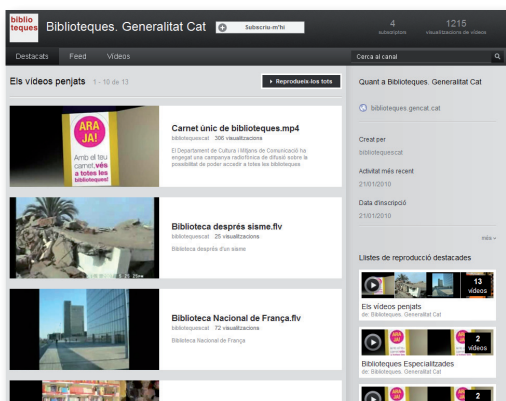 biblio
teques
Biblioteques. Generalitat Cat
Subscriu-m'hi
4
subscriptors
1215
visualitzacions de vídeos
Destacats
Feed
Vídeos
Cerca al canal
Els vídeos penjats 1 - 10 de 13
Reprodueix-los tots
ARA
JA!
Amb el teu
carnet, vés
a totes les
biblioteques!
Carnet únic de biblioteques.mp4
bibliotequescat 306 visualitzacions
El Departament de Cultura i Mitjans de Comunicació ha
engegat una campanya radiofònica de difusió sobre la
possibilitat de poder accedir a totes les biblioteques
Biblioteca després sisme.flv
bibliotequescat 25 visualitzacions
Biblioteca després d'un sisme
Biblioteca Nacional de França.flv
bibliotequescat 72 visualitzacions
Biblioteca Nacional de França
Quant a Biblioteques. Generalitat Cat
biblioteques.gencat.cat
Creat per
bibliotequescat
Activitat més recent
21/01/2010
Data d'inscripció
21/01/2010
més
Llistes de reproducció destacades
13
vídeos
Els vídeos penjats
de: Biblioteques. Generalitat Cat
2
vídeos
Biblioteques Especialitzades
de: Biblioteques. Generalitat Cat
2